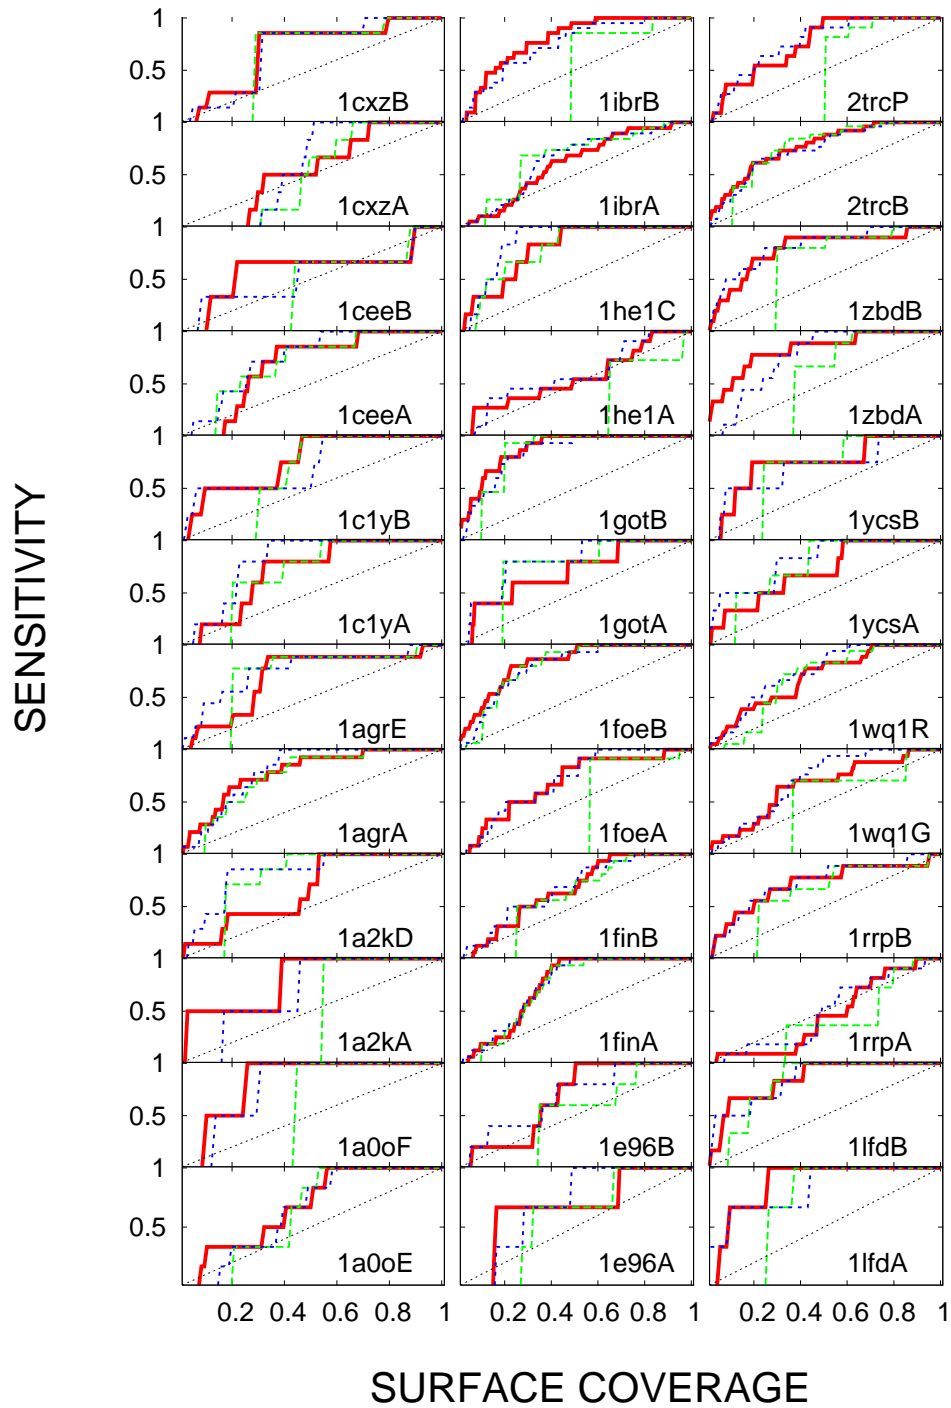 SENSITIVITY
1
0.5
1cxzB
1ibrB
2trcP
1
0.5
1cxzA
1ibrA
2trcB
1
0.5
1ceeB
1he1C
1zbdB
1
0.5
1ceeA
1he1A
1zbdA
1
0.5
1c1yB
1gotB
1ycsB
1
0.5
1c1yA
1gotA
1ycsA
1
0.5
1agrE
1foeB
1wq1R
1
0.5
1agrA
1foeA
1wq1G
1
0.5
1a2kD
1finB
1rrpB
1
0.5
1a2kA
1finA
1rrpA
1
0.5
1a0oF
1e96B
1lfdB
1
0.5
1a0oE
1e96A
1lfdA
0.2 0.4 0.6 0.8 1 0.2 0.4 0.6 0.8 1 0.2 0.4 0.6 0.8 1
SURFACE COVERAGE